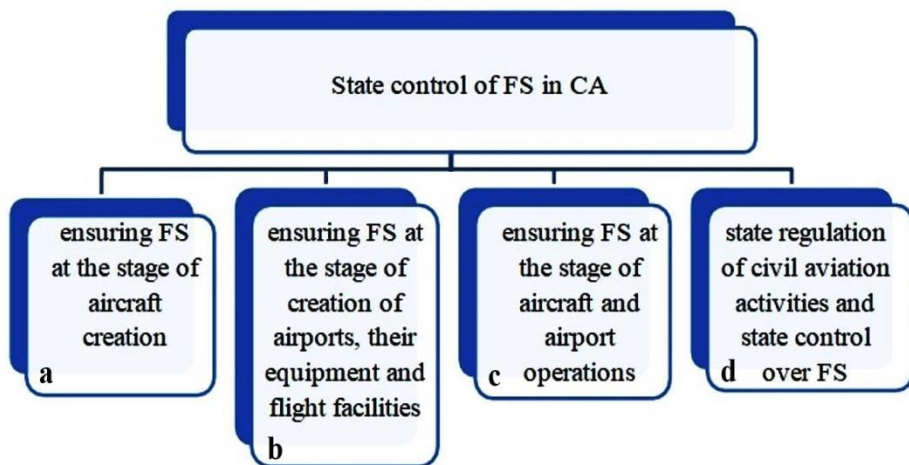 State control of FS in CA
ensuring FS
at the stage of
aircraft
creation
a
ensuring FS at
the stage of
creation of
airports, their
equipment and
flight facilities
b
ensuring FS at
the stage of
aircraft and
airport
operations
c
state regulation
of civil aviation
activities and
state control
over FS
d